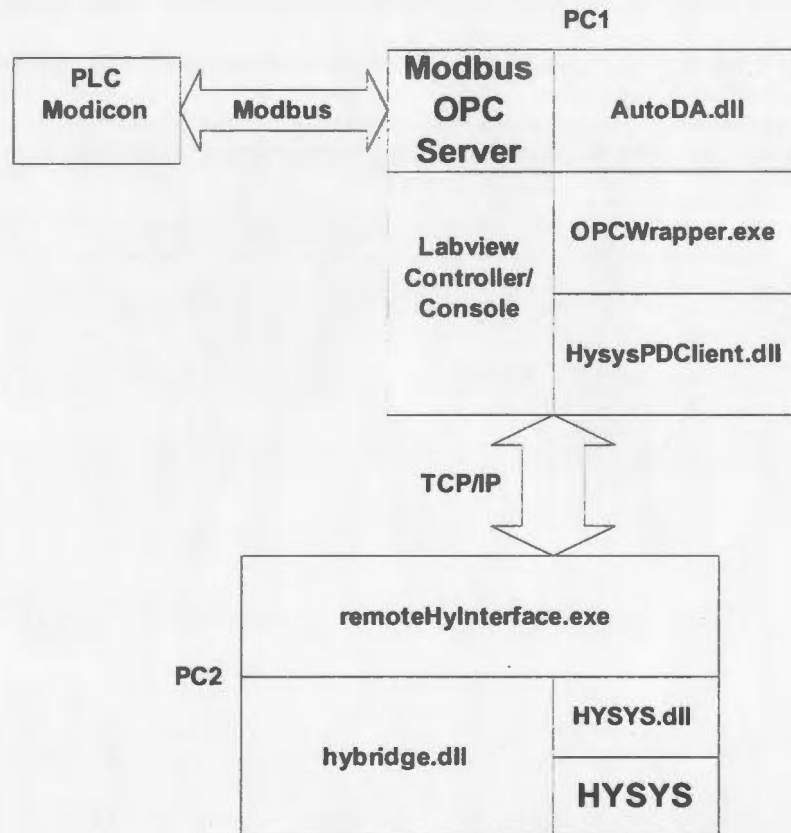 PC1
PLC
Modicon
Modbus
Modbus
OPC
Server
AutoDA.dll
Labview
Controller/
Console
OPCWrapper.exe
HysysPDClient.dll
TCP/IP
remoteHyInterface.exe
PC2
hybridge.dll
HYSYS.dll
HYSYS